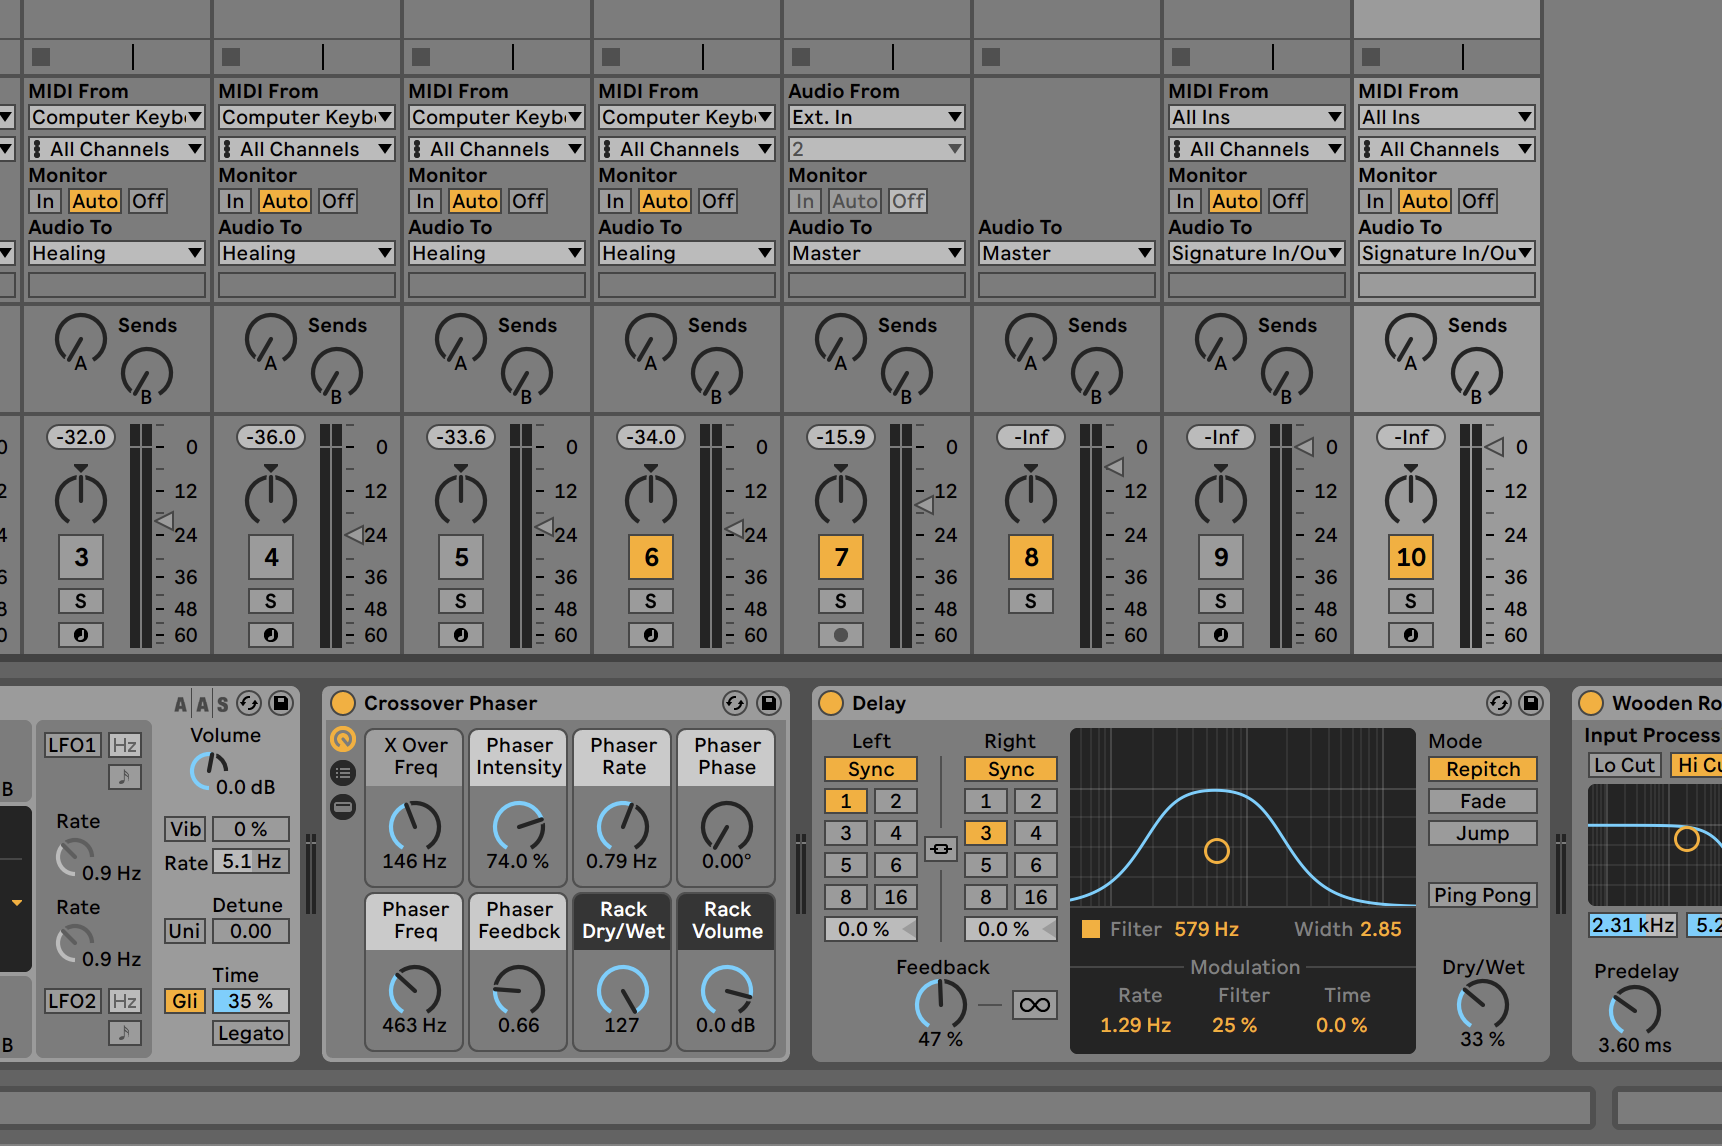 MIDI From MIDI From MIDI From MIDI From Audio From MIDI From MIDI From
Computer Keyb Computer Keyb Computer Keyb Computer Keyb Ext. In All Ins All Ins
All Channels All Channels All Channels All Channels 2 All Channels All Channels
Monitor Monitor Monitor Monitor Monitor Monitor Monitor
In Auto Off In Auto Off In Auto Off In Auto Off In Auto Off In Auto Off In Auto Off
Audio To Audio To Audio To Audio To Audio To Audio To Audio To Audio To
Healing Healing Healing Healing Master Master Signature In/Ou Signature In/Ou
Sends Sends Sends Sends Sends Sends Sends Sends
A A A A A A A A
B B B B B B B B
-32.0 -36.0 -33.6 -34.0 -15.9 -Inf -Inf -Inf
0 0 0 0 0 0 0 0 0
2 12 12 12 12 12 12 12 12
4 24 24 24 24 24 24 24 24
3 4 5 6 7 8 9 10
6 36 36 36 36 36 36 36 36
S S S S S S S S
8 48 48 48 48 48 48 48 48
0 60 60 60 60 60 60 60 60
AAS
Volume
LFO1 Hz
0.0 dB
B
Rate
0.9 Hz
Vib 0 %
Rate 5.1 Hz
Rate
0.9 Hz
Detune
Uni 0.00
Time
LFO2 Hz
Gli 35 %
Legato
B
Crossover Phaser
X Over Freq
146 Hz
Phaser Intensity
74.0 %
Phaser Rate
0.79 Hz
Phaser Phase
0.00°
Phaser Freq
463 Hz
Phaser Feedbck
0.66
Rack Dry/Wet
127
Rack Volume
0.0 dB
Delay
Left Right
Sync Sync
1 2 1 2
3 4 3 4
5 6 5 6
8 16 8 16
0.0 % 0.0 %
Feedback
47 %
Filter 579 Hz Width 2.85
Modulation
Rate Filter Time
1.29 Hz 25 % 0.0 %
Mode
Repitch
Fade
Jump
Ping Pong
Dry/Wet
33 %
Wooden Ro
Input Process
Lo Cut Hi Cu
2.31 kHz 5.2
Predelay
3.60 ms